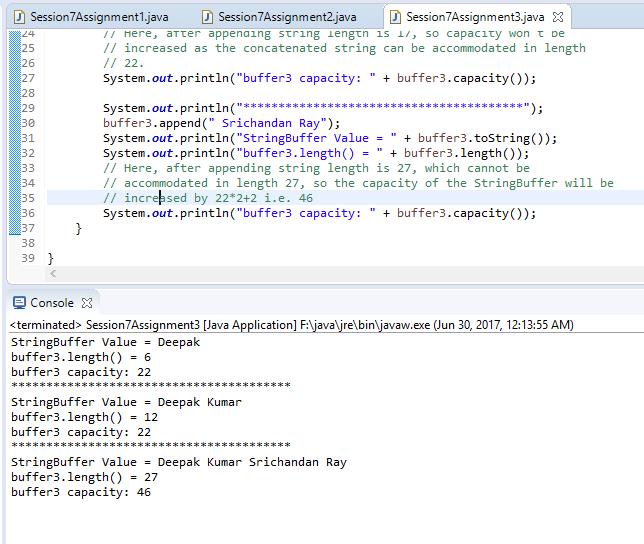 Session7Assignment1.java Session7Assignment2.java Session7Assignment3.java
24 // Here, after appending string length is 17, so capacity won't be
25 // increased as the concatenated string can be accommodated in length
26 // 22.
27 System.out.println("buffer3 capacity: " + buffer3.capacity());
28
29 System.out.println("****************************************");
30 buffer3.append(" Srichandan Ray");
31 System.out.println("StringBuffer Value = " + buffer3.toString());
32 System.out.println("buffer3.length() = " + buffer3.length());
33 // Here, after appending string length is 27, which cannot be
34 // accommodated in length 27, so the capacity of the StringBuffer will be
35 // increased by 22*2+2 i.e. 46
36 System.out.println("buffer3 capacity: " + buffer3.capacity());
37 }
38
39 }
Console
<terminated> Session7Assignment3 [Java Application] F:\java\jre\bin\javaw.exe (Jun 30, 2017, 12:13:55 AM)
StringBuffer Value = Deepak
buffer3.length() = 6
buffer3 capacity: 22
****************************************
StringBuffer Value = Deepak Kumar
buffer3.length() = 12
buffer3 capacity: 22
****************************************
StringBuffer Value = Deepak Kumar Srichandan Ray
buffer3.length() = 27
buffer3 capacity: 46